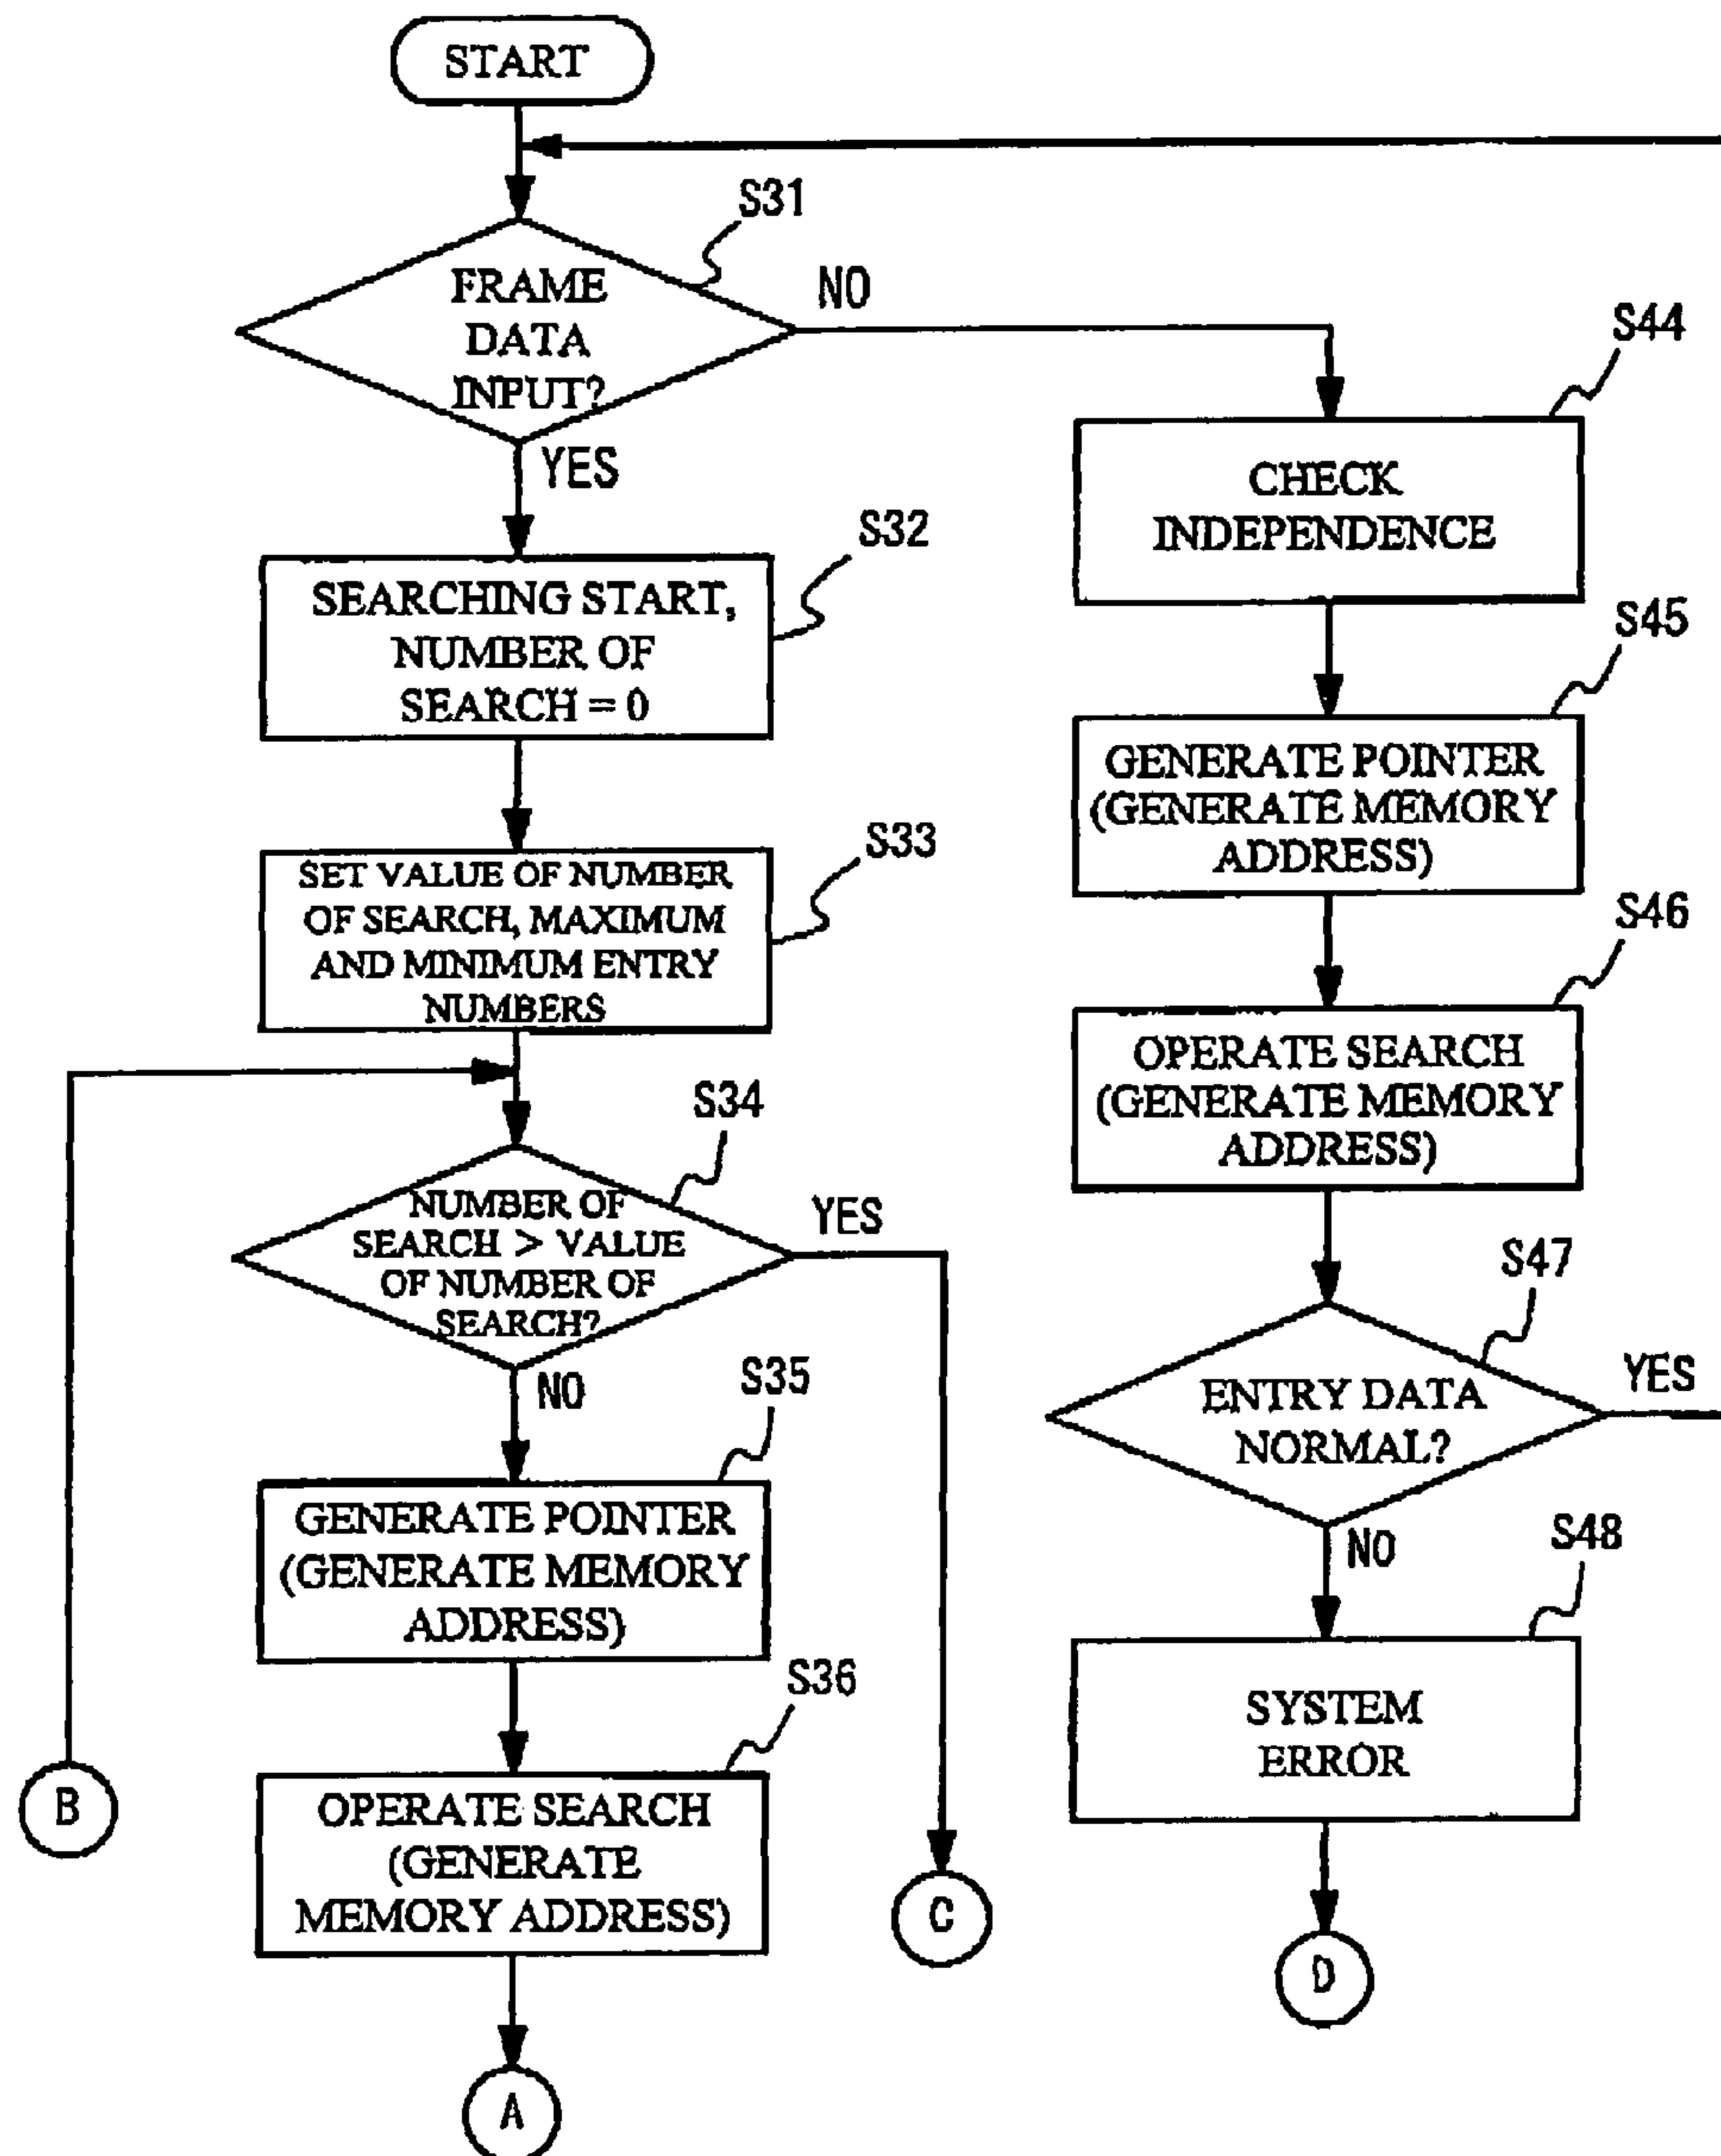 START
S31
FRAME
DATA
INPUT?
NO
YES
S32
SEARCHING START,
NUMBER OF
SEARCH = 0
S33
SET VALUE OF NUMBER
OF SEARCH, MAXIMUM
AND MINIMUM ENTRY
NUMBERS
S34
NUMBER OF
SEARCH > VALUE
OF NUMBER OF
SEARCH?
YES
NO
S35
GENERATE POINTER
(GENERATE MEMORY
ADDRESS)
S36
OPERATE SEARCH
(GENERATE
MEMORY ADDRESS)
B
C
A
S44
CHECK
INDEPENDENCE
S45
GENERATE POINTER
(GENERATE MEMORY
ADDRESS)
S46
OPERATE SEARCH
(GENERATE MEMORY
ADDRESS)
S47
ENTRY DATA
NORMAL?
YES
NO
S48
SYSTEM
ERROR
D